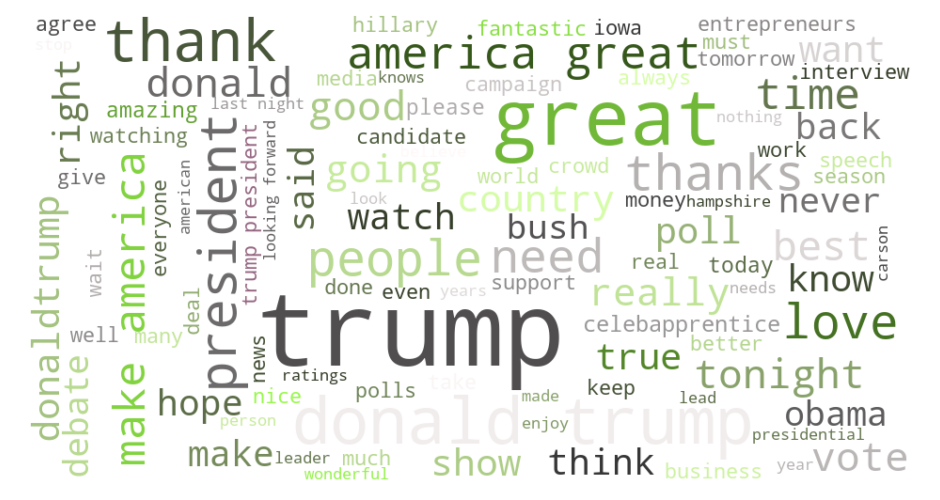 agree
stop
thank
hillary
fantastic
iowa
entrepreneurs
america great
must
tomorrow
want
right
donald
media
knows
campaign
always
interview
amazing
last night
good
please
great
time
nothing
back
watching
candidate
work
president
trump president
looking forward
said
going
world
crowd
thanks
speech
season
give
american
everyone
make america
look
country
money
hampshire
never
watch
bush
poll
best
carson
donaldtrump
wait
people
need
real
today
know
deal
done
even
years
support
really
needs
well
many
trump
celebapprentice
love
better
news
true
debate
ratings
polls
take
keep
tonight
hope
nice
made
lead
person
donald trump
enjoy
obama
presidential
make
leader
much
show
think
business
year
vote
wonderful